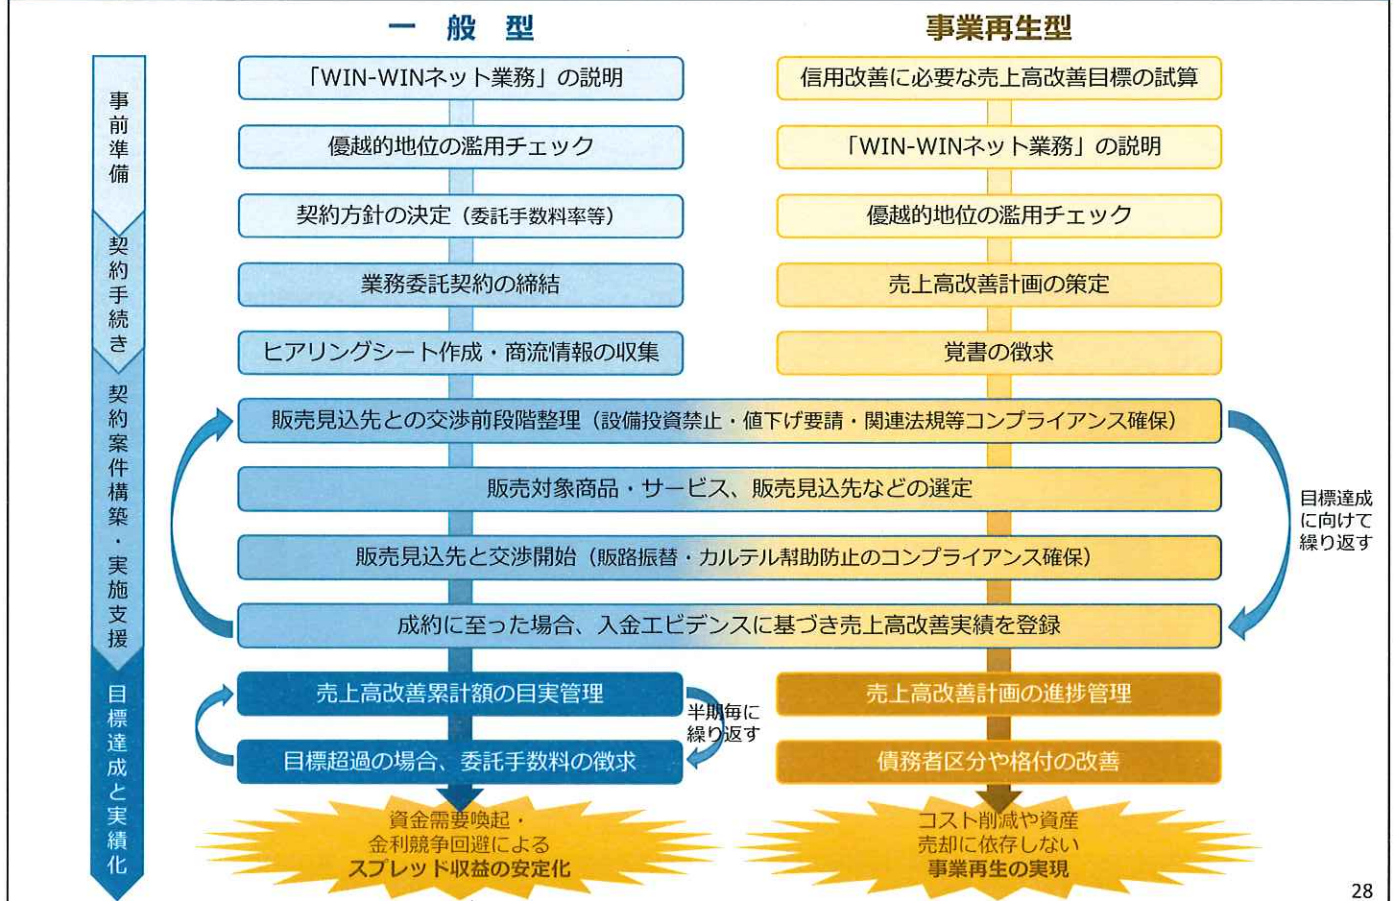 一 般 型
事業再生型
事前準備
契約手続き
契約案件構築・実施支援
目標達成と実績化
「WIN-WINネット業務」の説明
優越的地位の濫用チェック
契約方針の決定（委託手数料率等）
業務委託契約の締結
ヒアリングシート作成・商流情報の収集
信用改善に必要な売上高改善目標の試算
「WIN-WINネット業務」の説明
優越的地位の濫用チェック
売上高改善計画の策定
覚書の徴求
販売見込先との交渉前段階整理（設備投資禁止・値下げ要請・関連法規等コンプライアンス確保）
販売対象商品・サービス、販売見込先などの選定
販売見込先と交渉開始（販路振替・カルテル幇助防止のコンプライアンス確保）
成約に至った場合、入金エビデンスに基づき売上高改善実績を登録
目標達成
に向けて
繰り返す
売上高改善累計額の目実管理
目標超過の場合、委託手数料の徴求
半期毎に
繰り返す
資金需要喚起・
金利競争回避による
スプレッド収益の安定化
売上高改善計画の進捗管理
債務者区分や格付の改善
コスト削減や資産
売却に依存しない
事業再生の実現
28